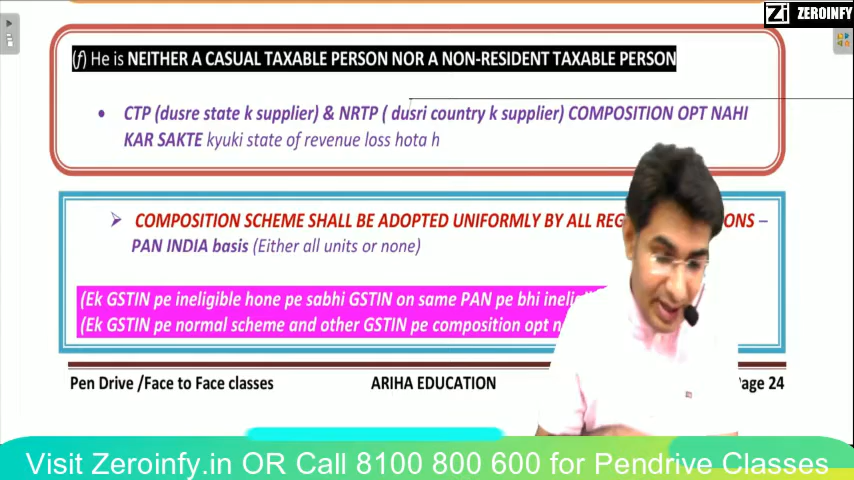 Zi ZEROINFY
(f) He is NEITHER A CASUAL TAXABLE PERSON NOR A NON-RESIDENT TAXABLE PERSON
• CTP (dusre state k supplier) & NRTP ( dusri country k supplier) COMPOSITION OPT NAHI
KAR SAKTE kyuki state of revenue loss hota h
➢ COMPOSITION SCHEME SHALL BE ADOPTED UNIFORMLY BY ALL –
PAN INDIA basis (Either all units or none)
(Ek GSTIN pe ineligible hone pe sabhi GSTIN on same PAN pe bhi
(Ek GSTIN pe normal scheme and other GSTIN pe composition opt
Pen Drive /Face to Face classes ARIHA EDUCATION Page 24
Visit Zeroinfy.in OR Call 8100 800 600 for Pendrive Classes